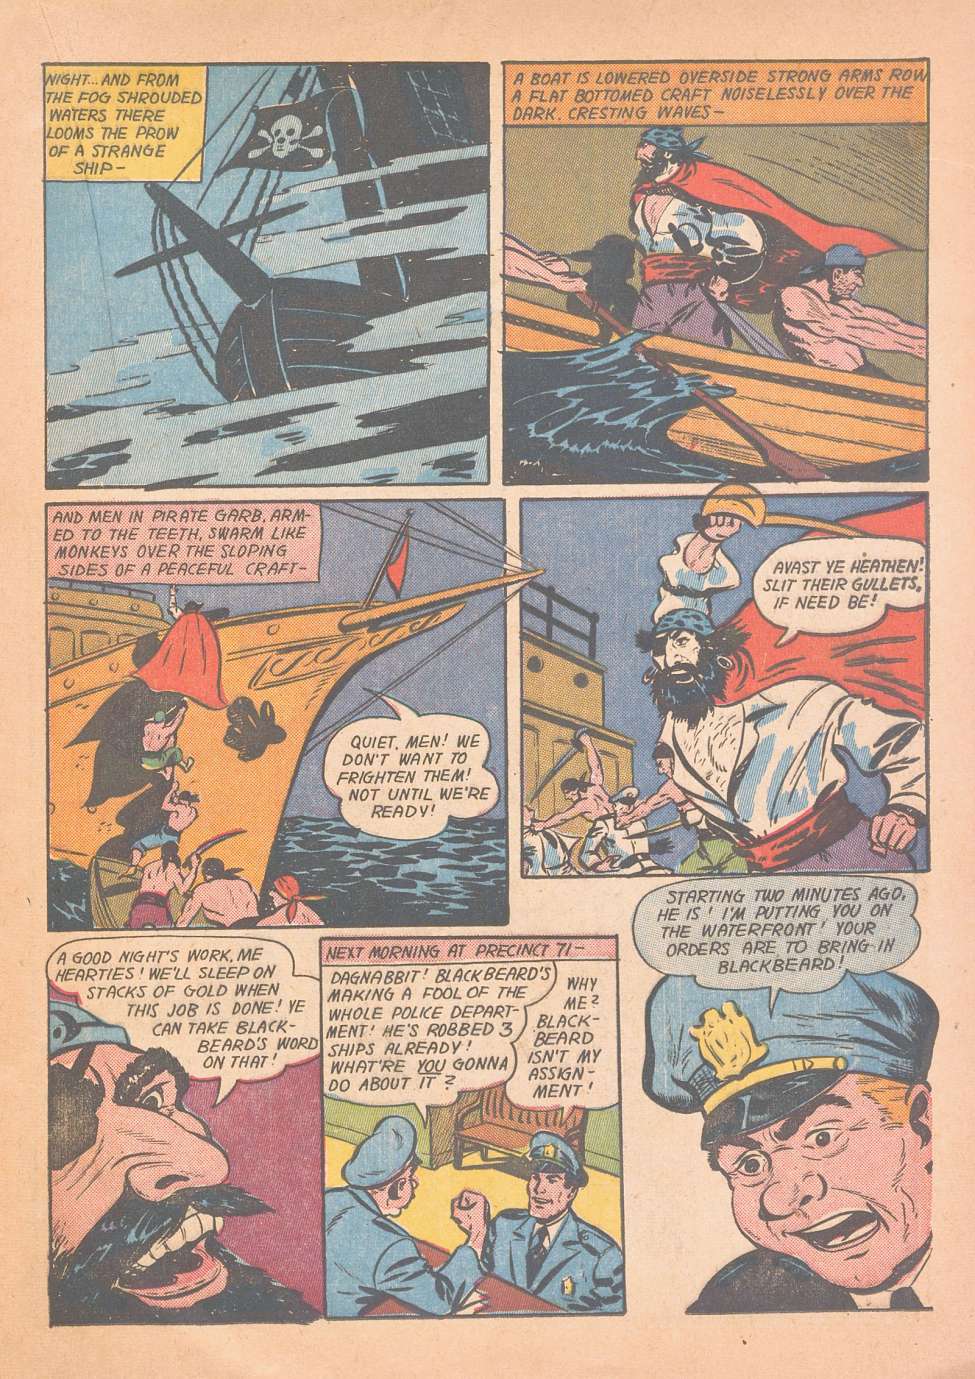 NIGHT... AND FROM
THE FOG SHROUDED
WATERS THERE
LOOMS THE PROW
OF A STRANGE
SHIP-
A BOAT IS LOWERED OVERSIDE STRONG ARMS ROW
A FLAT BOTTOMED CRAFT NOISELESSLY OVER THE
DARK, CRESTING WAVES-
AND MEN IN PIRATE GARB, ARM-
ED TO THE TEETH, SWARM LIKE
MONKEYS OVER THE SLOPING
SIDES OF A PEACEFUL CRAFT-
QUIET, MEN! WE
DON'T WANT TO
FRIGHTEN THEM!
NOT UNTIL WE'RE
READY!
AVAST YE HEATHEN!
SLIT THEIR GULLETS,
IF NEED BE!
A GOOD NIGHT'S WORK, ME
HEARTIES! WE'LL SLEEP ON
STACKS OF GOLD WHEN
THIS JOB IS DONE! YE
CAN TAKE BLACK-
BEARD'S WORD
ON THAT!
NEXT MORNING AT PRECINCT 71-
DAGNABBIT! BLACKBEARD'S
MAKING A FOOL OF THE
WHOLE POLICE DEPART-
MENT! HE'S ROBBED 3
SHIPS ALREADY!
WHAT'RE YOU GONNA
DO ABOUT IT?
WHY
ME?
BLACK-
BEARD
ISN'T MY
ASSIGN-
MENT!
STARTING TWO MINUTES AGO,
HE IS! I'M PUTTING YOU ON
THE WATERFRONT! YOUR
ORDERS ARE TO BRING IN
BLACKBEARD!